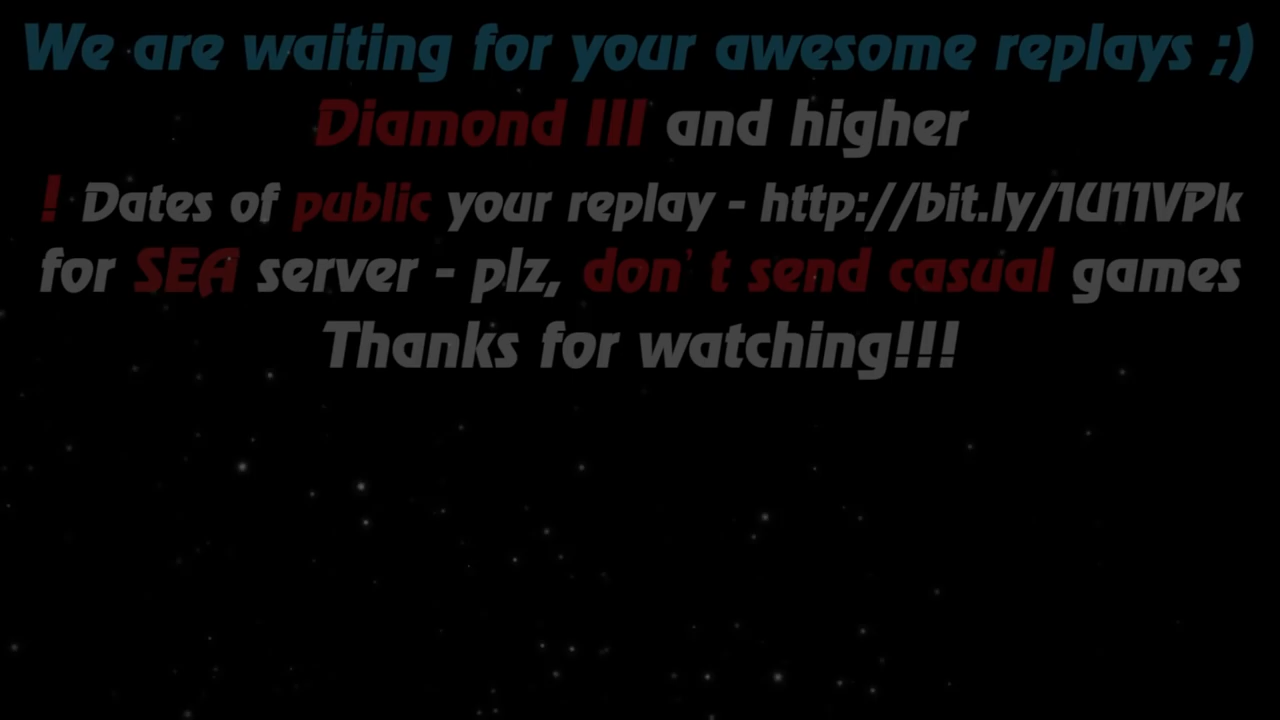 We are waiting for your awesome replays ;)
Diamond III and higher
! Dates of public your replay - http://bit.ly/1U11VPk
for SEA server - plz, don't send casual games
Thanks for watching!!!